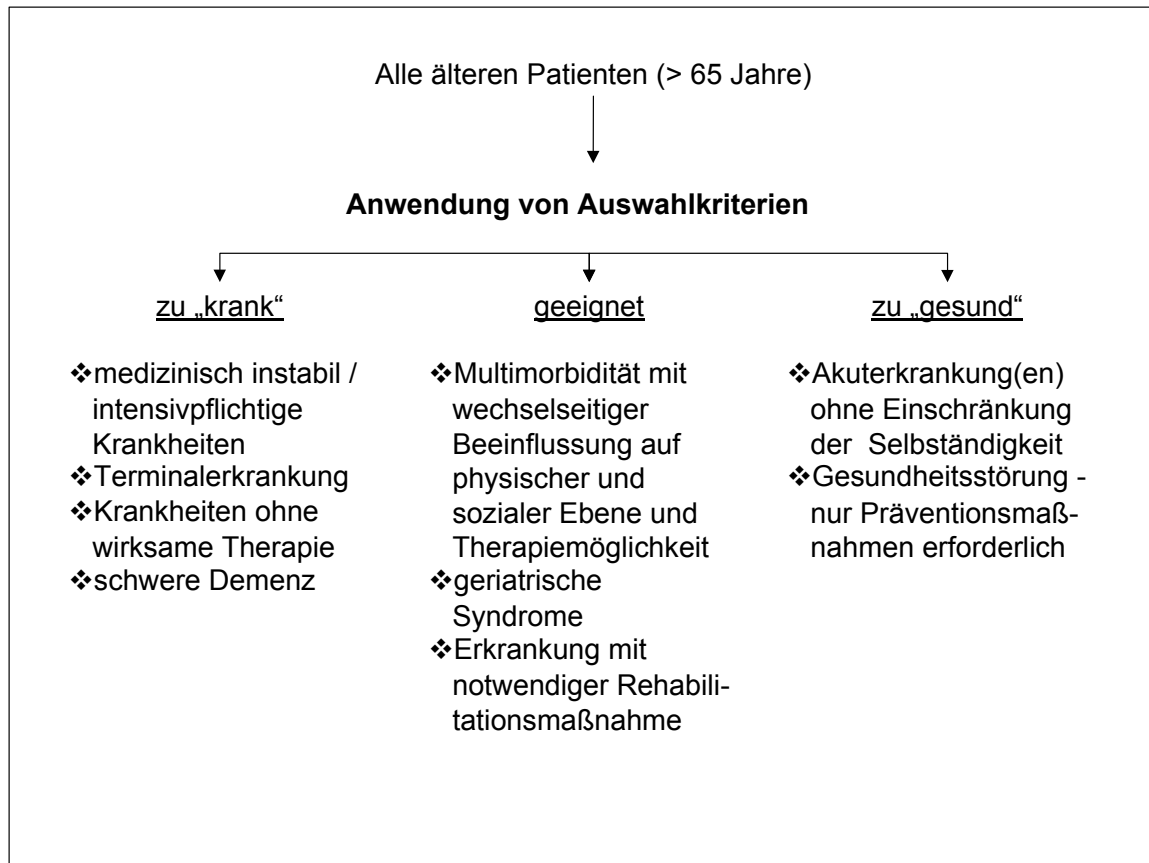 Alle älteren Patienten (> 65 Jahre)
Anwendung von Auswahlkriterien
zu „krank“
❖medizinisch instabil /
intensivpflichtige
Krankheiten
❖Terminalerkrankung
❖Krankheiten ohne
wirksame Therapie
❖schwere Demenz
geeignet
❖Multimorbidität mit
wechselseitiger
Beeinflussung auf
physischer und
sozialer Ebene und
Therapiemöglichkeit
❖geriatrische
Syndrome
❖Erkrankung mit
notwendiger Rehabili-
tationsmaßnahme
zu „gesund“
❖Akuterkrankung(en)
ohne Einschränkung
der Selbständigkeit
❖Gesundheitsstörung -
nur Präventionsmaß-
nahmen erforderlich